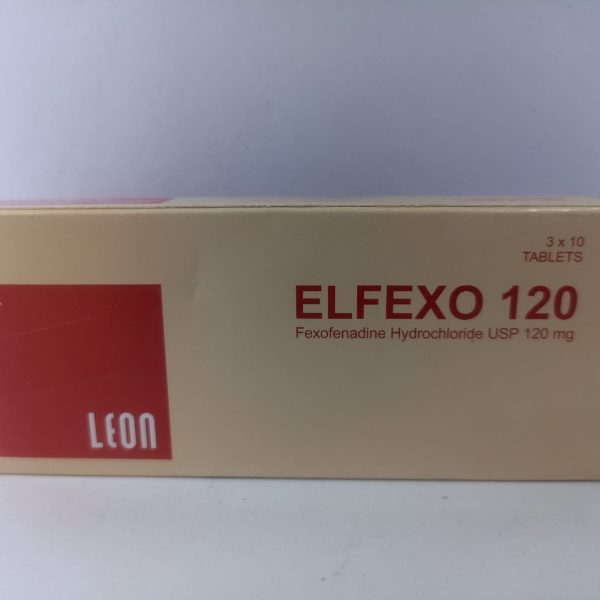 3 x 10
TABLETS
ELFEXO 120
Fexofenadine Hydrochloride USP 120 mg
LEON